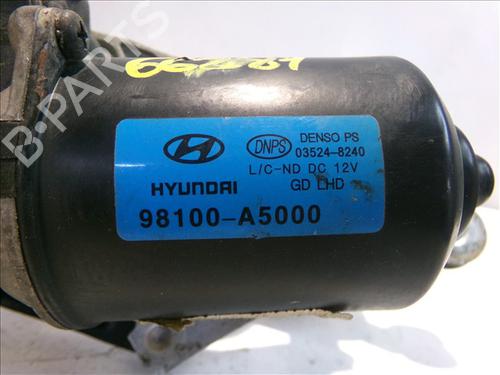 B-PARTS
DNPS
DENSO PS
03524-8240
L/C-ND DC 12V
HYUNDAI
GD LHD
98100-A5000